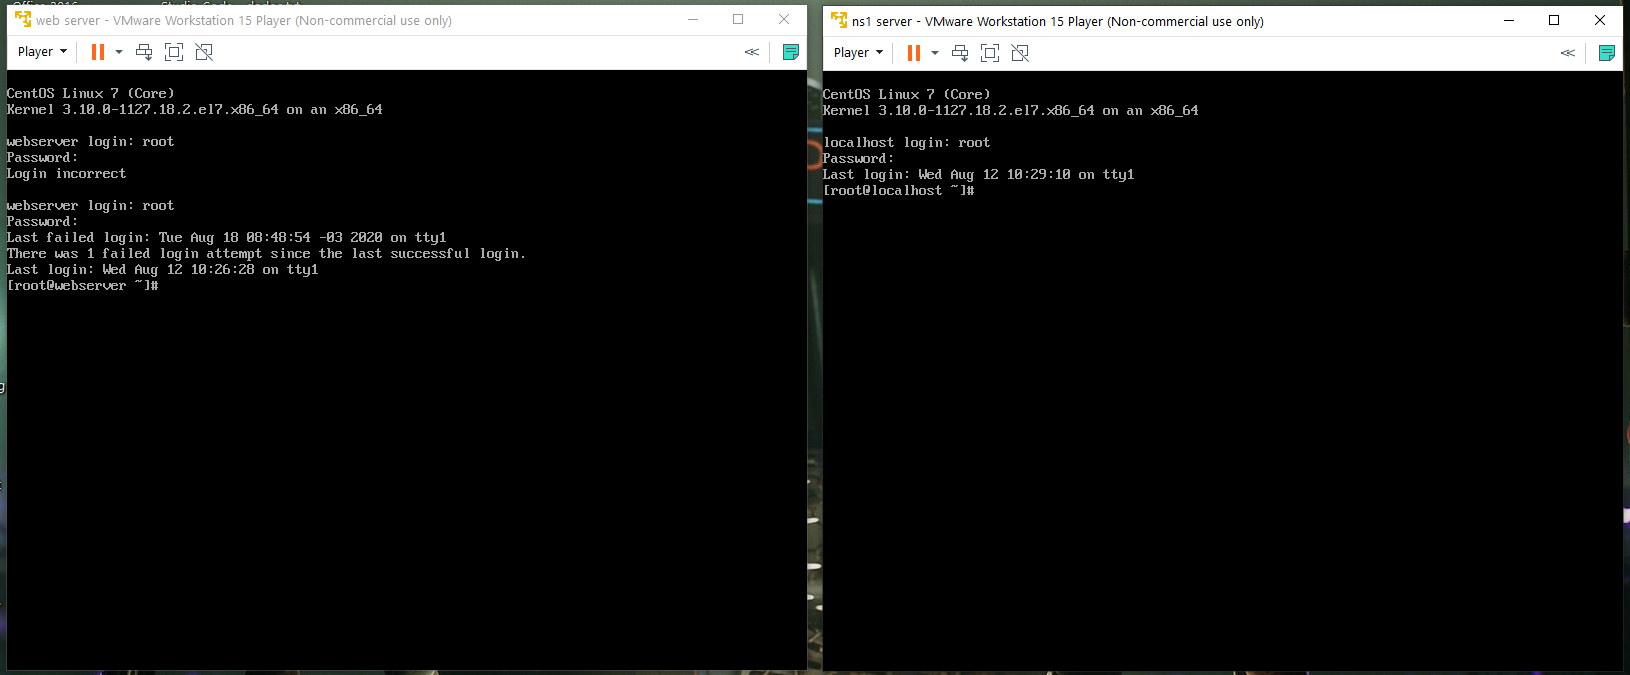 web server - VMware Workstation 15 Player (Non-commercial use only)
Player
CentOS Linux 7 (Core)
Kernel 3.10.0-1127.18.2.el7.x86_64 on an x86_64
webserver login: root
Password:
Login incorrect
webserver login: root
Password:
Last failed login: Tue Aug 18 08:48:54 -03 2020 on tty1
There was 1 failed login attempt since the last successful login.
Last login: Wed Aug 12 10:26:28 on tty1
[root@webserver ~]#
ns1 server - VMware Workstation 15 Player (Non-commercial use only)
Player
CentOS Linux 7 (Core)
Kernel 3.10.0-1127.18.2.el7.x86_64 on an x86_64
localhost login: root
Password:
Last login: Wed Aug 12 10:29:10 on tty1
[root@localhost ~]#